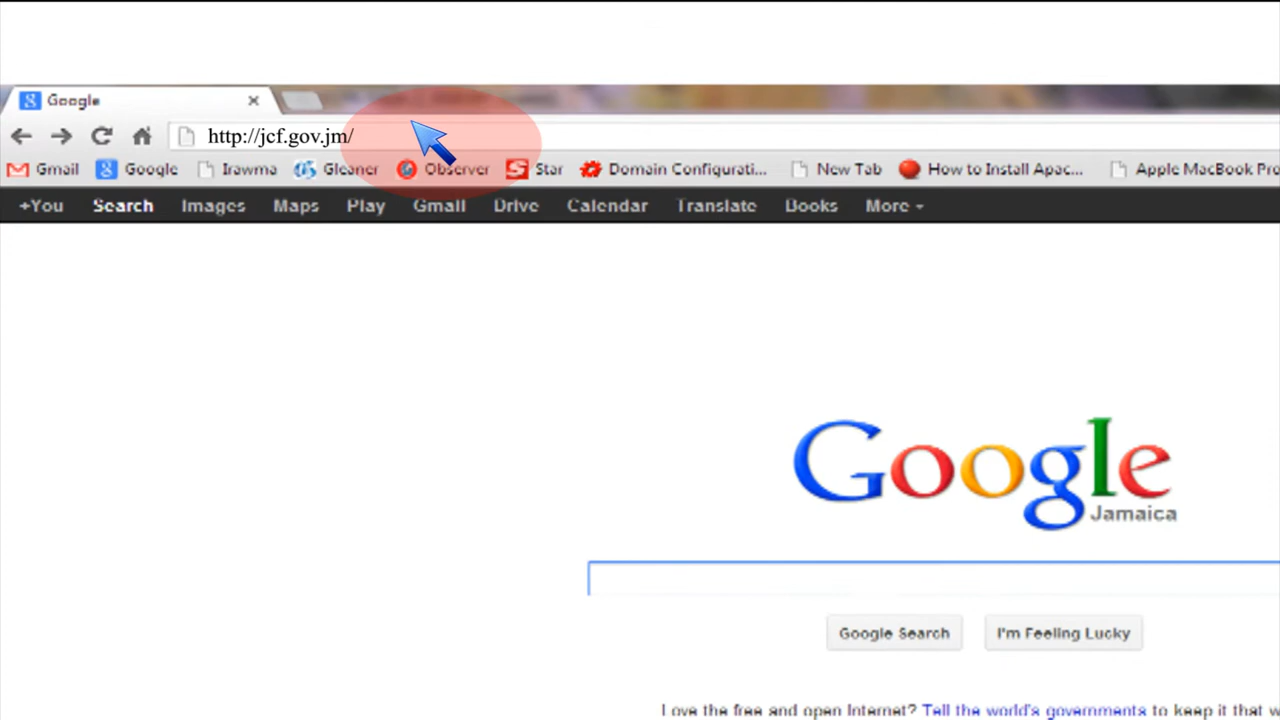 Google
http://jcf.gov.jm/
Gmail Google Irawma Gleaner Observer Star Domain Configurati... New Tab How to Install Apac... Apple MacBook Pro
+You Search Images Maps Play Gmail Drive Calendar Translate Books More
Google
Jamaica
Google Search I'm Feeling Lucky
Love the free and open Internet? Tell the world's governments to keep it that w